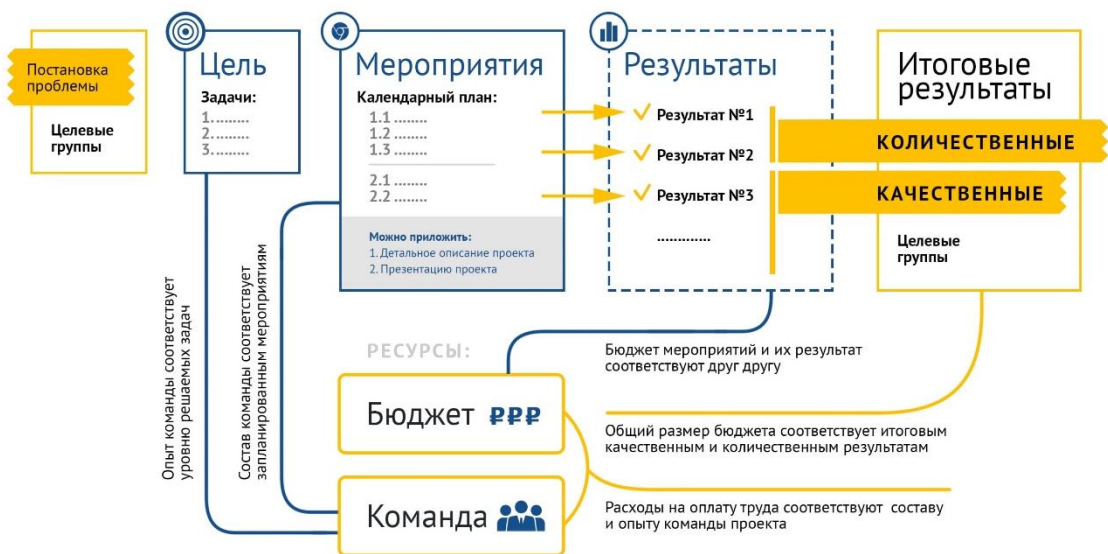 Постановка
проблемы
Целевые
группы
Цель
Задачи:
1. ........
2. ........
3. ........
Мероприятия
Календарный план:
1.1 ........
1.2 ........
1.3 ........
2.1 ........
2.2 ........
Можно приложить:
1. Детальное описание проекта
2. Презентацию проекта
Результаты
Результат №1
Результат №2
Результат №3
.............
Итоговые
результаты
КОЛИЧЕСТВЕННЫЕ
КАЧЕСТВЕННЫЕ
Целевые
группы
Опыт команды соответствует
уровню решаемых задач
Состав команды соответствует
запланированным мероприятиям
РЕСУРСЫ:
Бюджет ₽₽₽
Команда
Бюджет мероприятий и их результат
соответствуют друг другу
Общий размер бюджета соответствует итоговым
качественным и количественным результатам
Расходы на оплату труда соответствуют составу
и опыту команды проекта